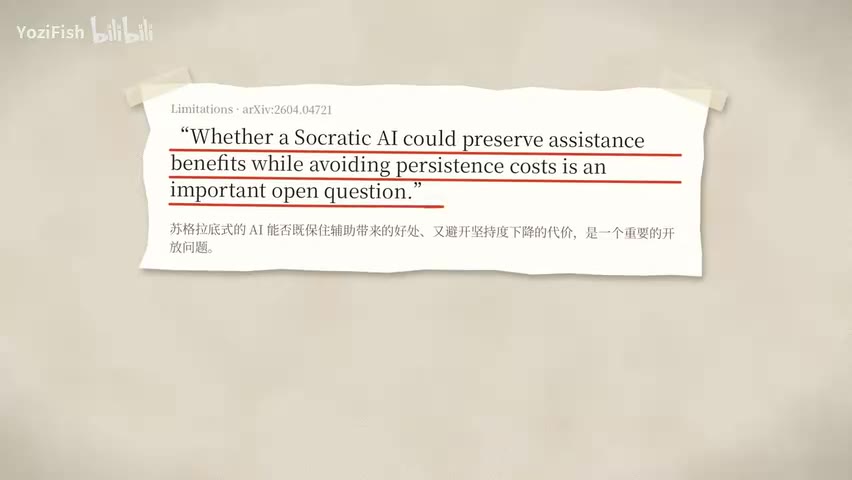 YoziFish bilibili
Limitations · arXiv:2604.04721
“Whether a Socratic AI could preserve assistance
benefits while avoiding persistence costs is an
important open question.”
苏格拉底式的 AI 能否既保住辅助带来的好处、又避开坚持度下降的代价，是一个重要的开
放问题。